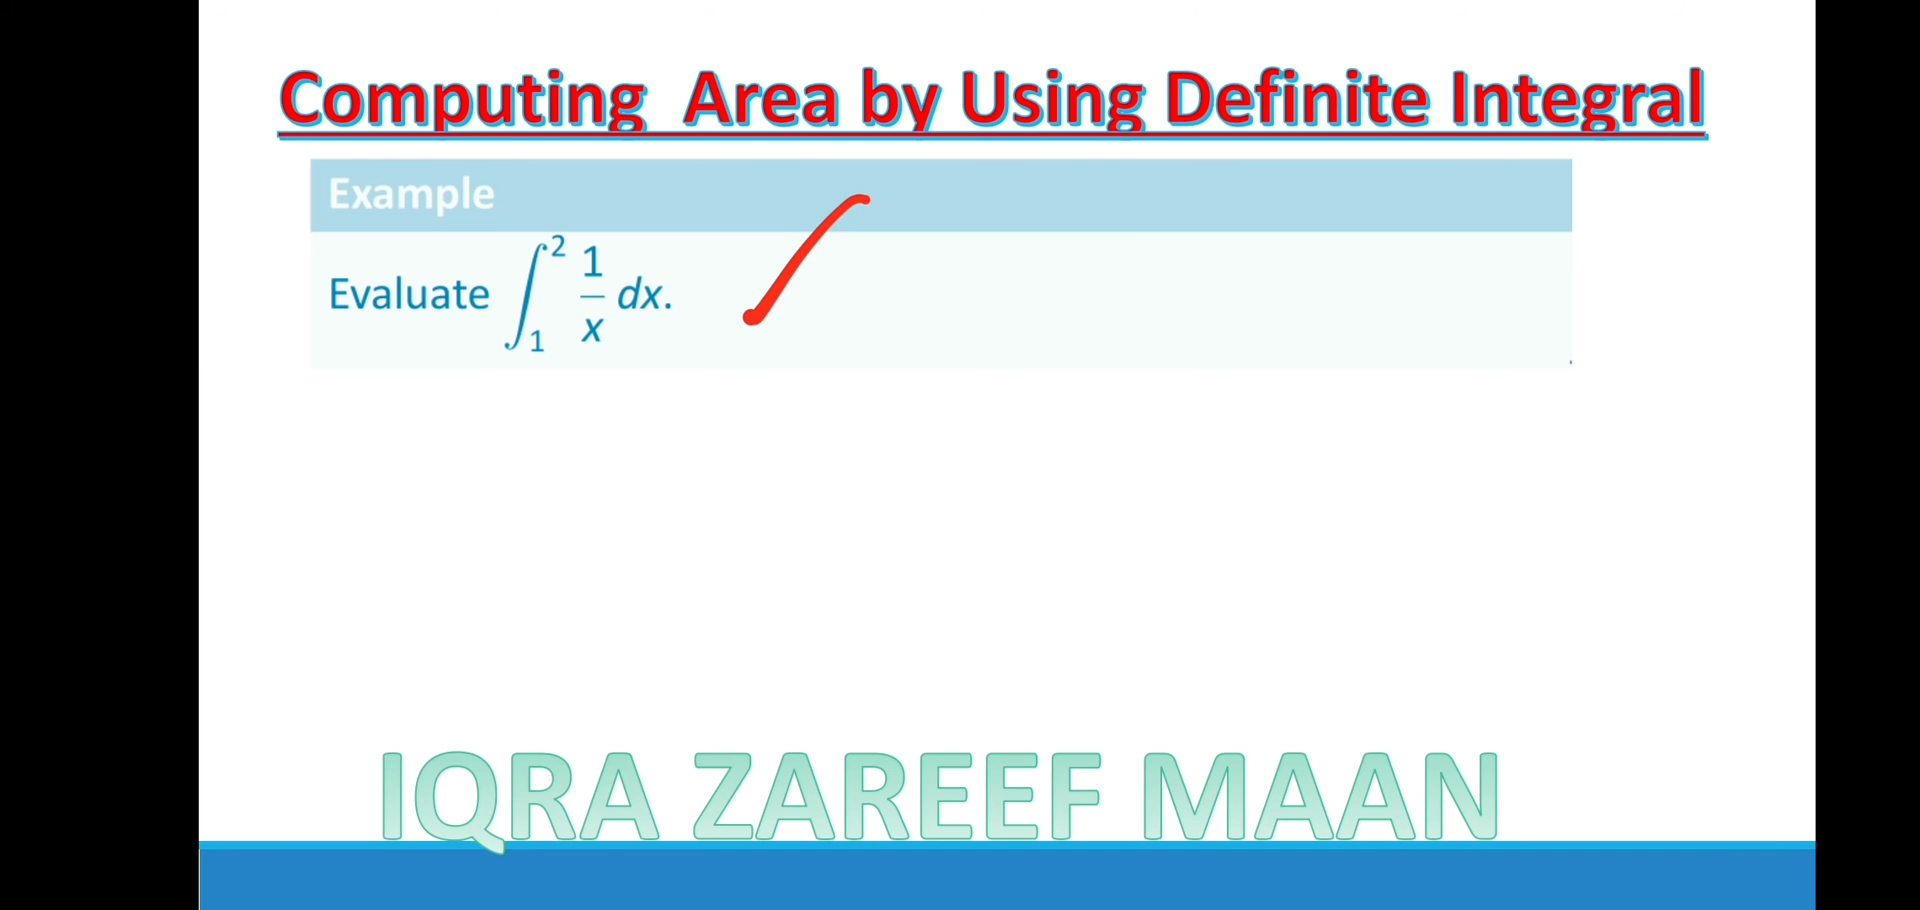 Computing Area by Using Definite Integral
Example
Evaluate ∫₁² 1/x dx.
IQRA ZAREEF MAAN